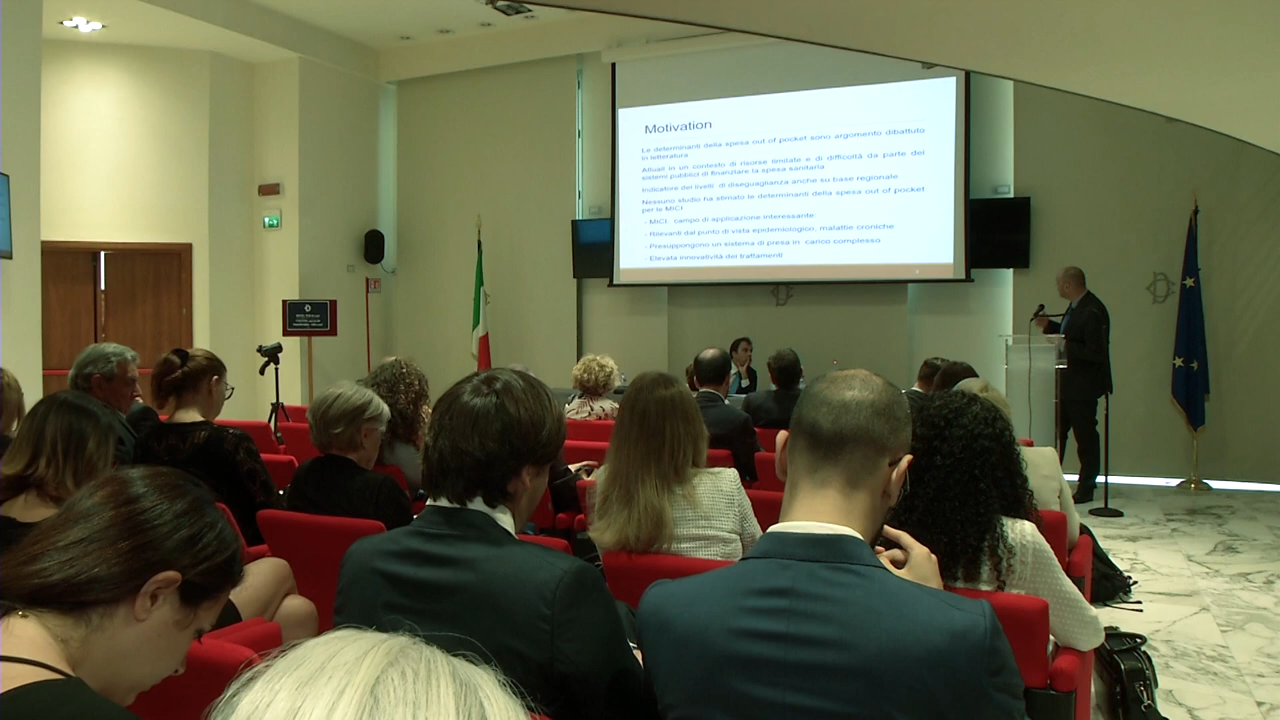 Motivation
Le determinanti della spesa out of pocket sono argomento dibattuto
in letteratura
Attuali in un contesto di risorse limitate e di difficoltà da parte dei
sistemi pubblici di finanziare la spesa sanitaria
Indicatore dei livelli di diseguaglianza anche su base regionale
Nessuno studio ha stimato le determinanti della spesa out of pocket
per le MICI
- MICI: campo di applicazione interessante:
- Rilevanti dal punto di vista epidemiologico, malattie croniche
- Presuppongono un sistema di presa in carico complesso
- Elevata innovatività dei trattamenti